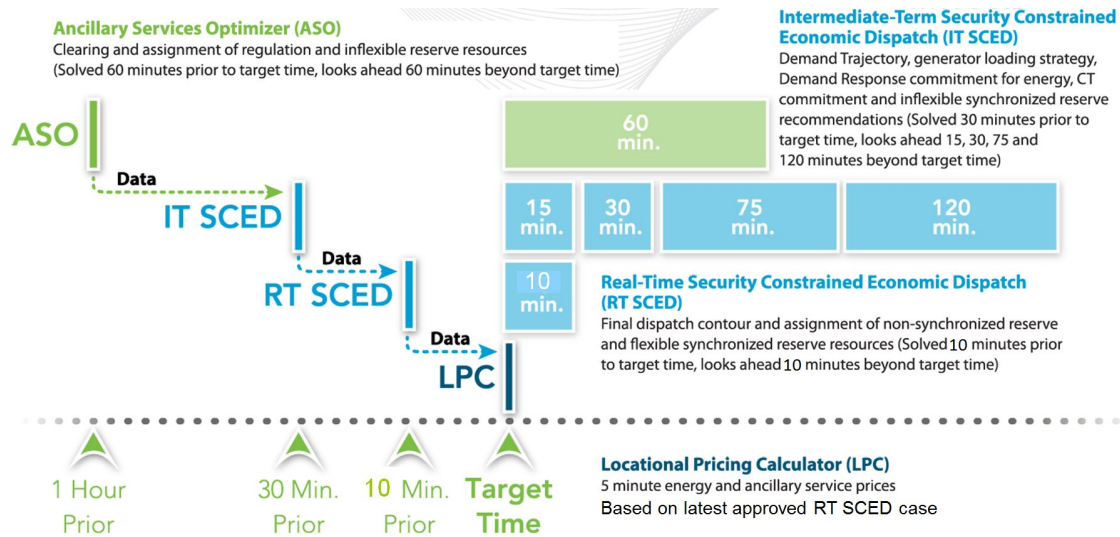 Ancillary Services Optimizer (ASO)
Clearing and assignment of regulation and inflexible reserve resources
(Solved 60 minutes prior to target time, looks ahead 60 minutes beyond target time)
Intermediate-Term Security Constrained
Economic Dispatch (IT SCED)
Demand Trajectory, generator loading strategy,
Demand Response commitment for energy, CT
commitment and inflexible synchronized reserve
recommendations (Solved 30 minutes prior to
target time, looks ahead 15, 30, 75 and
120 minutes beyond target time)
ASO
60
min.
Data
IT SCED
15
min.
30
min.
75
min.
120
min.
Data
RT SCED
10
min.
Real-Time Security Constrained Economic Dispatch
(RT SCED)
Final dispatch contour and assignment of non-synchronized reserve
and flexible synchronized reserve resources (Solved 10 minutes prior
to target time, looks ahead 10 minutes beyond target time)
Data
LPC
1 Hour
Prior
30 Min.
Prior
10 Min.
Prior
Target
Time
Locational Pricing Calculator (LPC)
5 minute energy and ancillary service prices
Based on latest approved RT SCED case